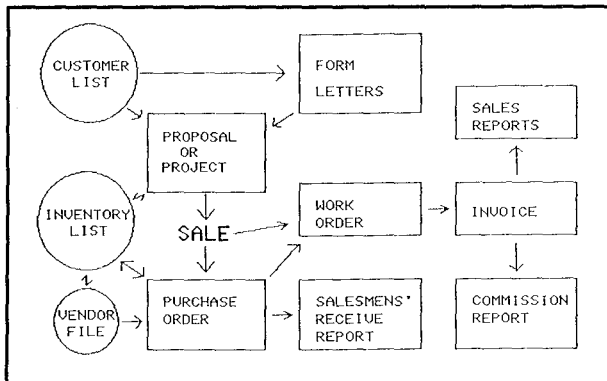 CUSTOMER
LIST
FORM
LETTERS
SALES
REPORTS
PROPOSAL
OR
PROJECT
INVENTORY
LIST
SALE
WORK
ORDER
INVOICE
VENDOR
FILE
PURCHASE
ORDER
SALESMENS'
RECEIVE
REPORT
COMMISSION
REPORT